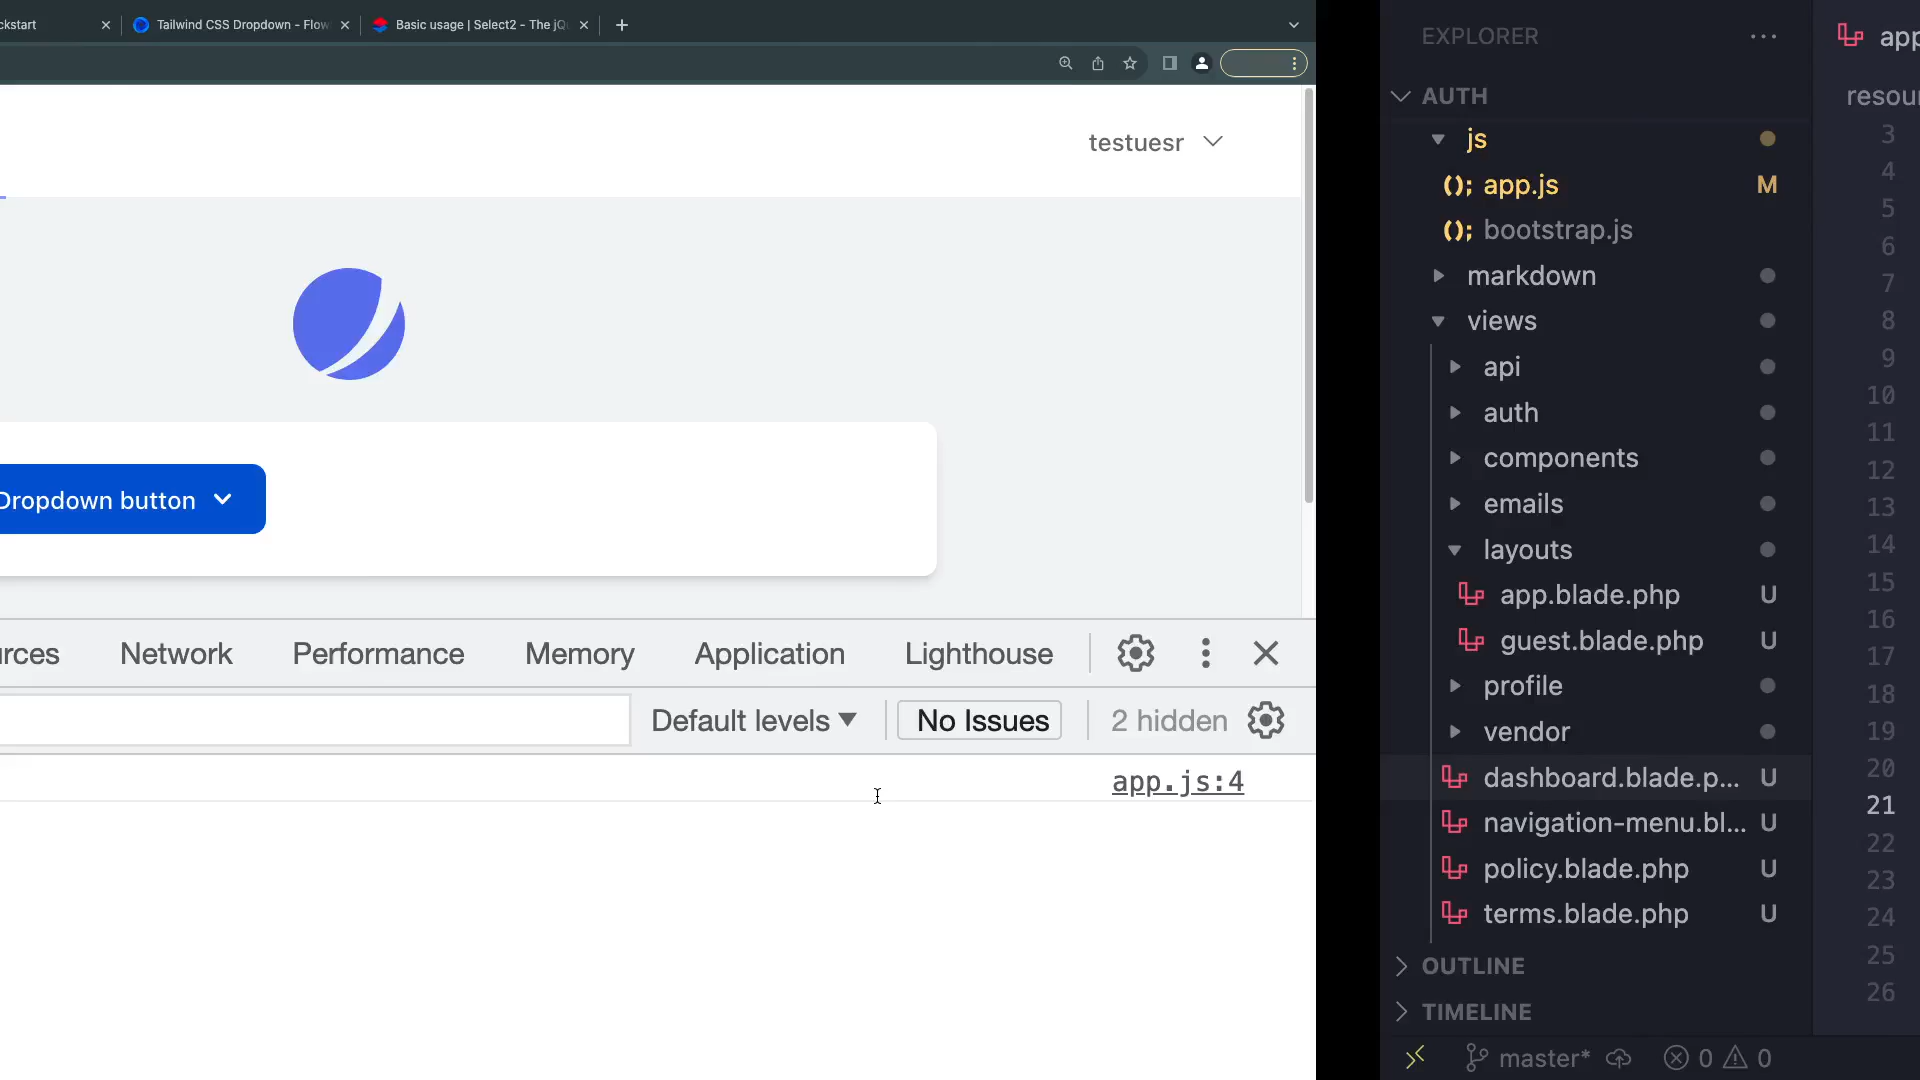 ckstart
Tailwind CSS Dropdown - Flow
Basic usage | Select2 - The jQu
testuesr
Dropdown button
urces
Network
Performance
Memory
Application
Lighthouse
Default levels
No Issues
2 hidden
app.js:4
EXPLORER
AUTH
js
app.js M
bootstrap.js
markdown
views
api
auth
components
emails
layouts
app.blade.php U
guest.blade.php U
profile
vendor
dashboard.blade.p... U
navigation-menu.bl... U
policy.blade.php U
terms.blade.php U
OUTLINE
TIMELINE
master*
0
0
app
resour
3
4
5
6
7
8
9
10
11
12
13
14
15
16
17
18
19
20
21
22
23
24
25
26